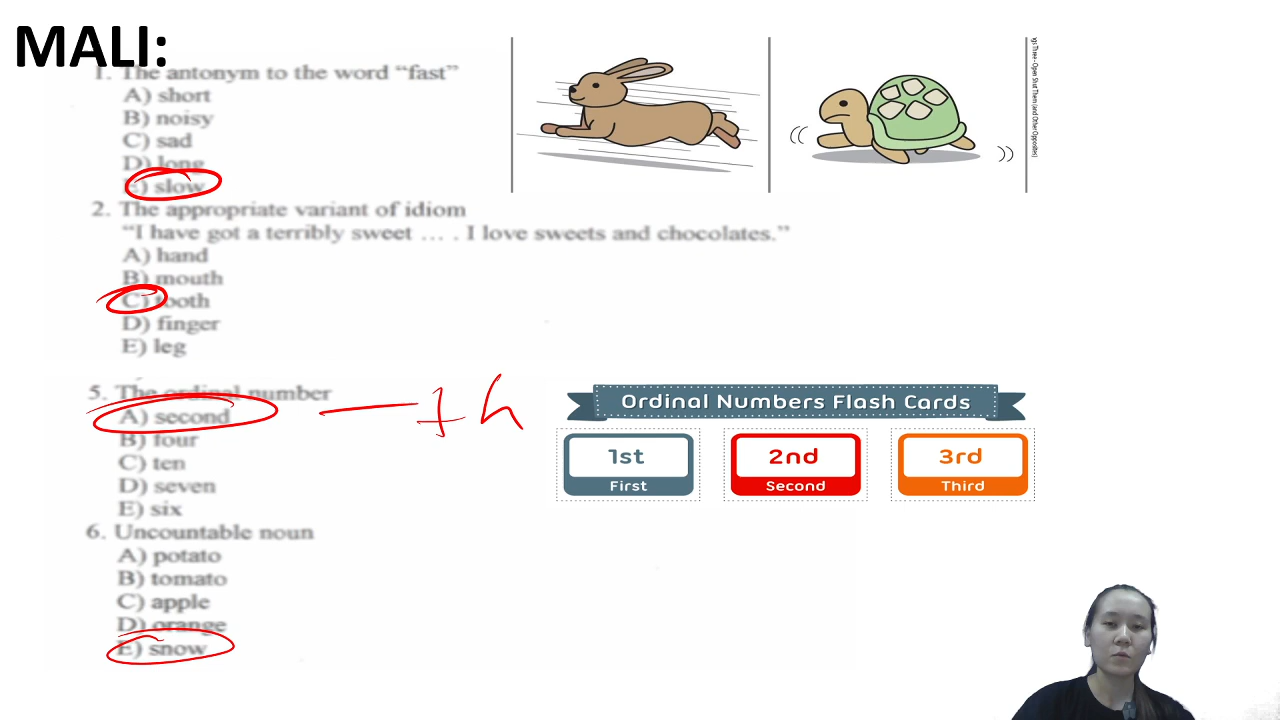 MALI:
1. The antonym to the word “fast”
A) short
B) noisy
C) sad
D) long
E) slow
2. The appropriate variant of idiom
“I have got a terribly sweet … . I love sweets and chocolates.”
A) hand
B) mouth
C) tooth
D) finger
E) leg
5. The ordinal number
A) second
th
B) four
C) ten
D) seven
E) six
6. Uncountable noun
A) potato
B) tomato
C) apple
D) orange
E) snow
Ordinal Numbers Flash Cards
1st
First
2nd
Second
3rd
Third